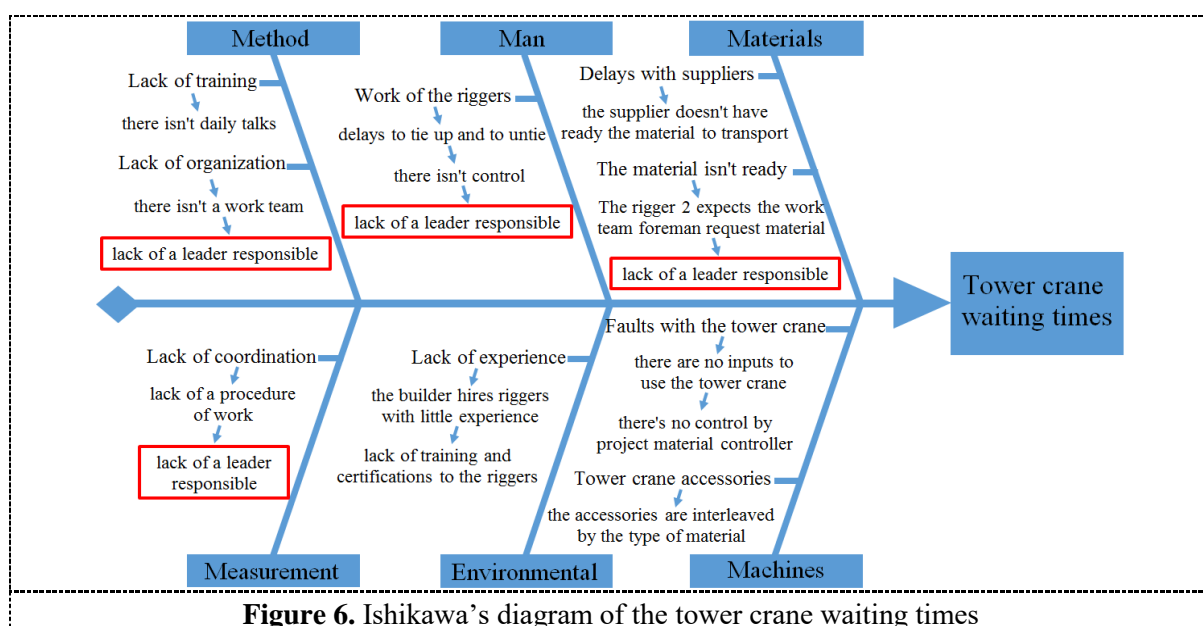 Method
Lack of training
there isn't daily talks
Lack of organization
there isn't a work team
lack of a leader responsible
Man
Work of the riggers
delays to tie up and to untie
there isn't control
lack of a leader responsible
Materials
Delays with suppliers
the supplier doesn't have
ready the material to transport
The material isn't ready
The rigger 2 expects the work
team foreman request material
lack of a leader responsible
Tower crane
waiting times
Lack of coordination
lack of a procedure
of work
lack of a leader
responsible
Measurement
Lack of experience
the builder hires riggers
with little experience
lack of training and
certifications to the riggers
Environmental
Faults with the tower crane
there are no inputs to
use the tower crane
there's no control by
project material controller
Tower crane accessories
the accessories are interleaved
by the type of material
Machines
Figure 6. Ishikawa's diagram of the tower crane waiting times